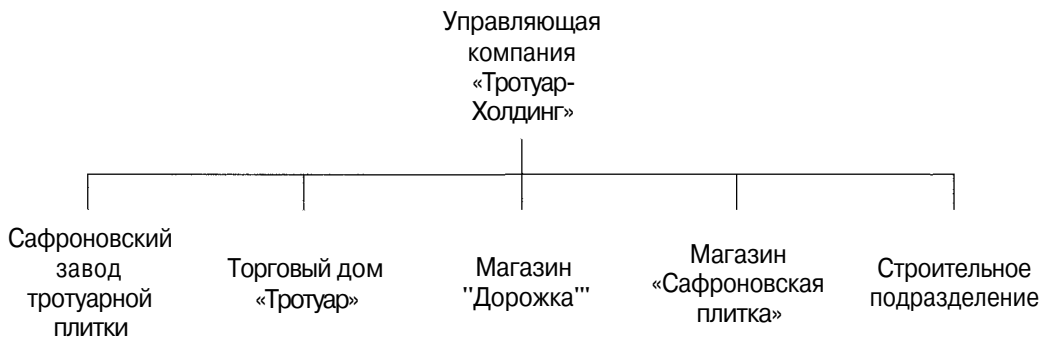 Управляющая
компания
«Тротуар-
Холдинг»
Сафроновский
завод
тротуарной
плитки
Торговый дом
«Тротуар»
Магазин
"Дорожка'"
Магазин
«Сафроновская
плитка»
Строительное
подразделение